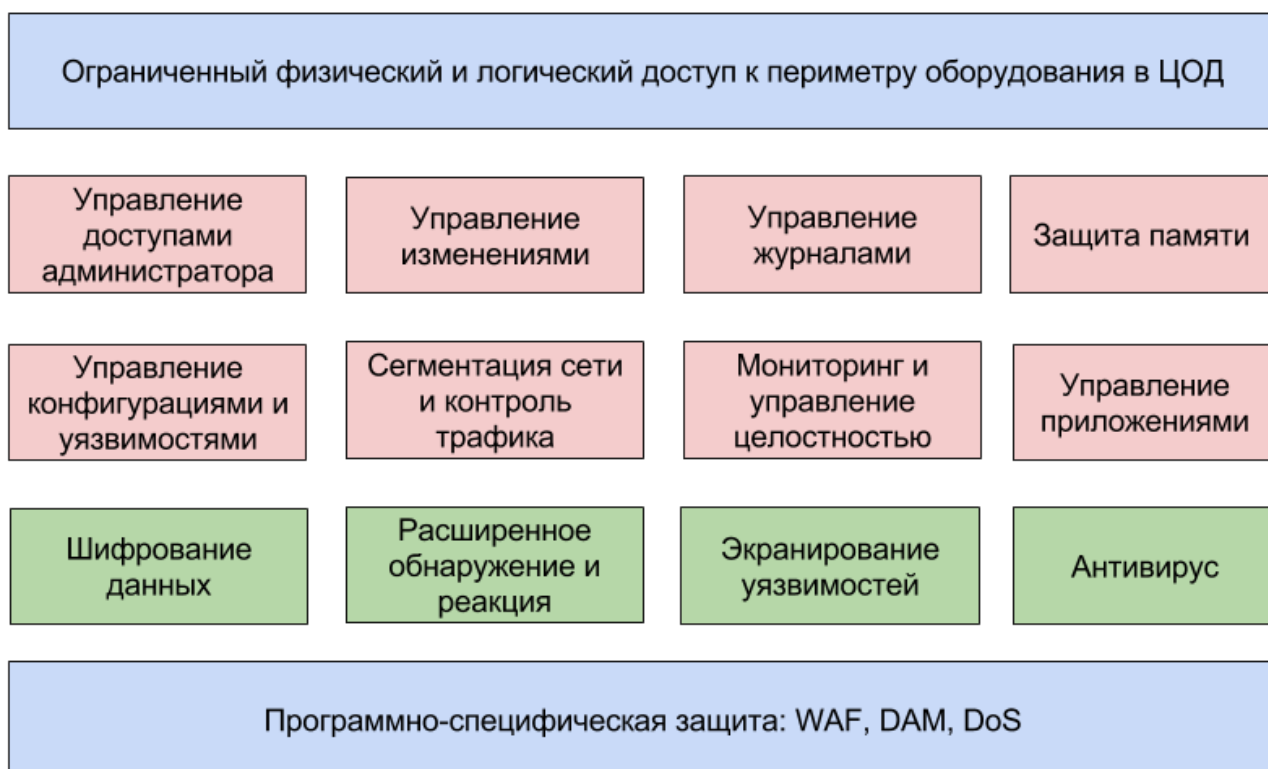 Ограниченный физический и логический доступ к периметру оборудования в ЦОД
Управление
доступами
администратора
Управление
изменениями
Управление
журналами
Защита памяти
Управление
конфигурациями и
уязвимостями
Сегментация сети
и контроль
трафика
Мониторинг и
управление
целостностью
Управление
приложениями
Шифрование
данных
Расширенное
обнаружение и
реакция
Экранирование
уязвимостей
Антивирус
Программно-специфическая защита: WAF, DAM, DoS